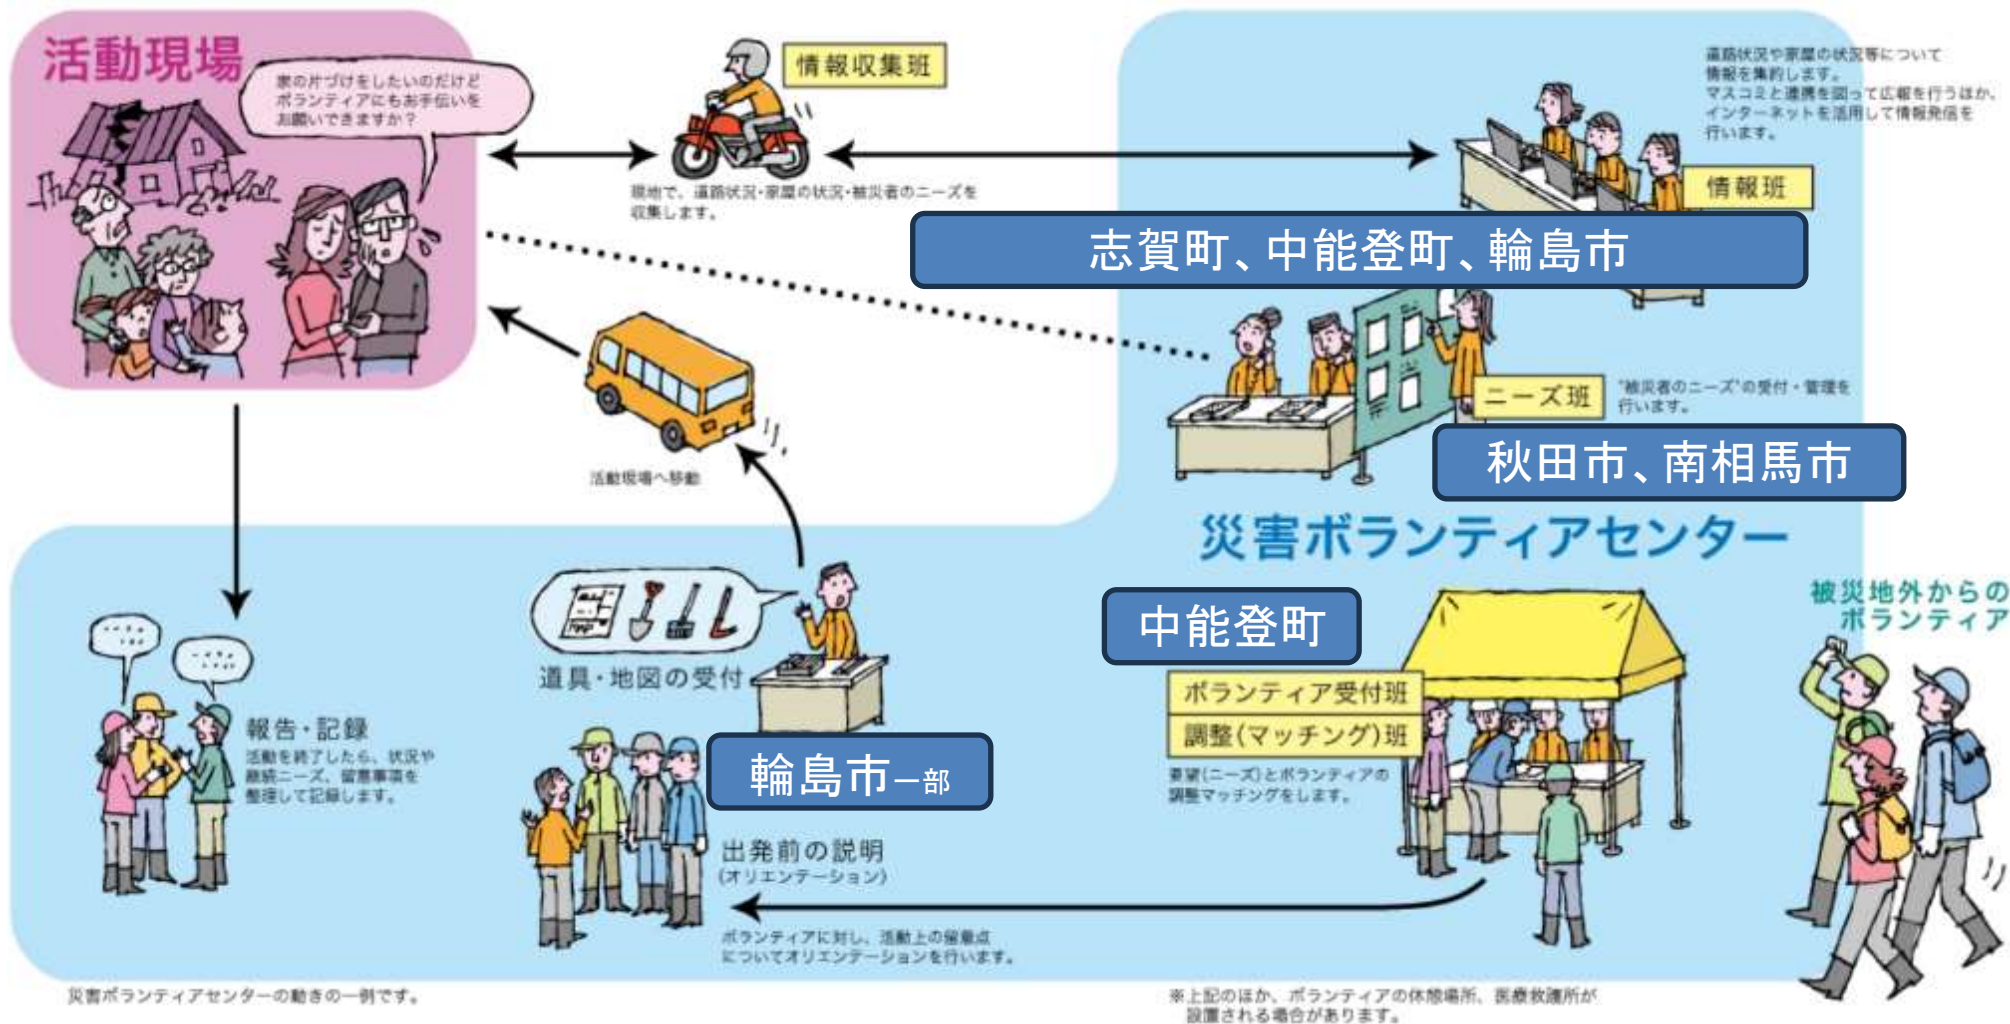 活動現場
家の片づけをしたいのだけど
ボランティアにもお手伝いを
お願いできますか？
情報収集班
現地で、道路状況・家屋の状況・被災者のニーズを
収集します。
道路状況や家屋の状況等について
情報を集約します。
マスコミと連携を図って広報を行うほか、
インターネットを活用して情報発信を
行います。
情報班
志賀町、中能登町、輪島市
ニーズ班
"被災者のニーズ"の受付・管理を
行います。
秋田市、南相馬市
活動現場へ移動
災害ボランティアセンター
被災地外からの
ボランティア
中能登町
ボランティア受付班
調整(マッチング)班
要望(ニーズ)とボランティアの
調整マッチングをします。
道具・地図の受付
輪島市一部
出発前の説明
(オリエンテーション)
ボランティアに対し、活動上の留意点
についてオリエンテーションを行います。
報告・記録
活動を終了したら、状況や
継続ニーズ、留意事項を
整理して記録します。
災害ボランティアセンターの動きの一例です。
※上記のほか、ボランティアの休憩場所、医療救護所が
設置される場合があります。